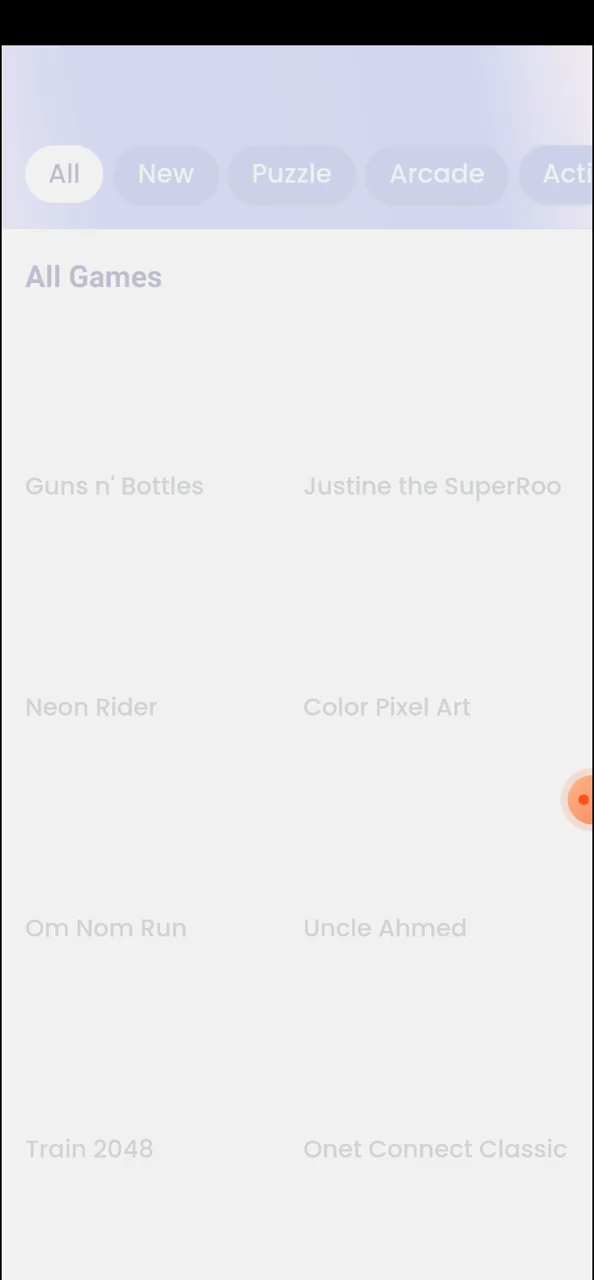 All New Puzzle Arcade Acti
All Games
Guns n' Bottles Justine the SuperRoo
Neon Rider Color Pixel Art
Om Nom Run Uncle Ahmed
Train 2048 Onet Connect Classic